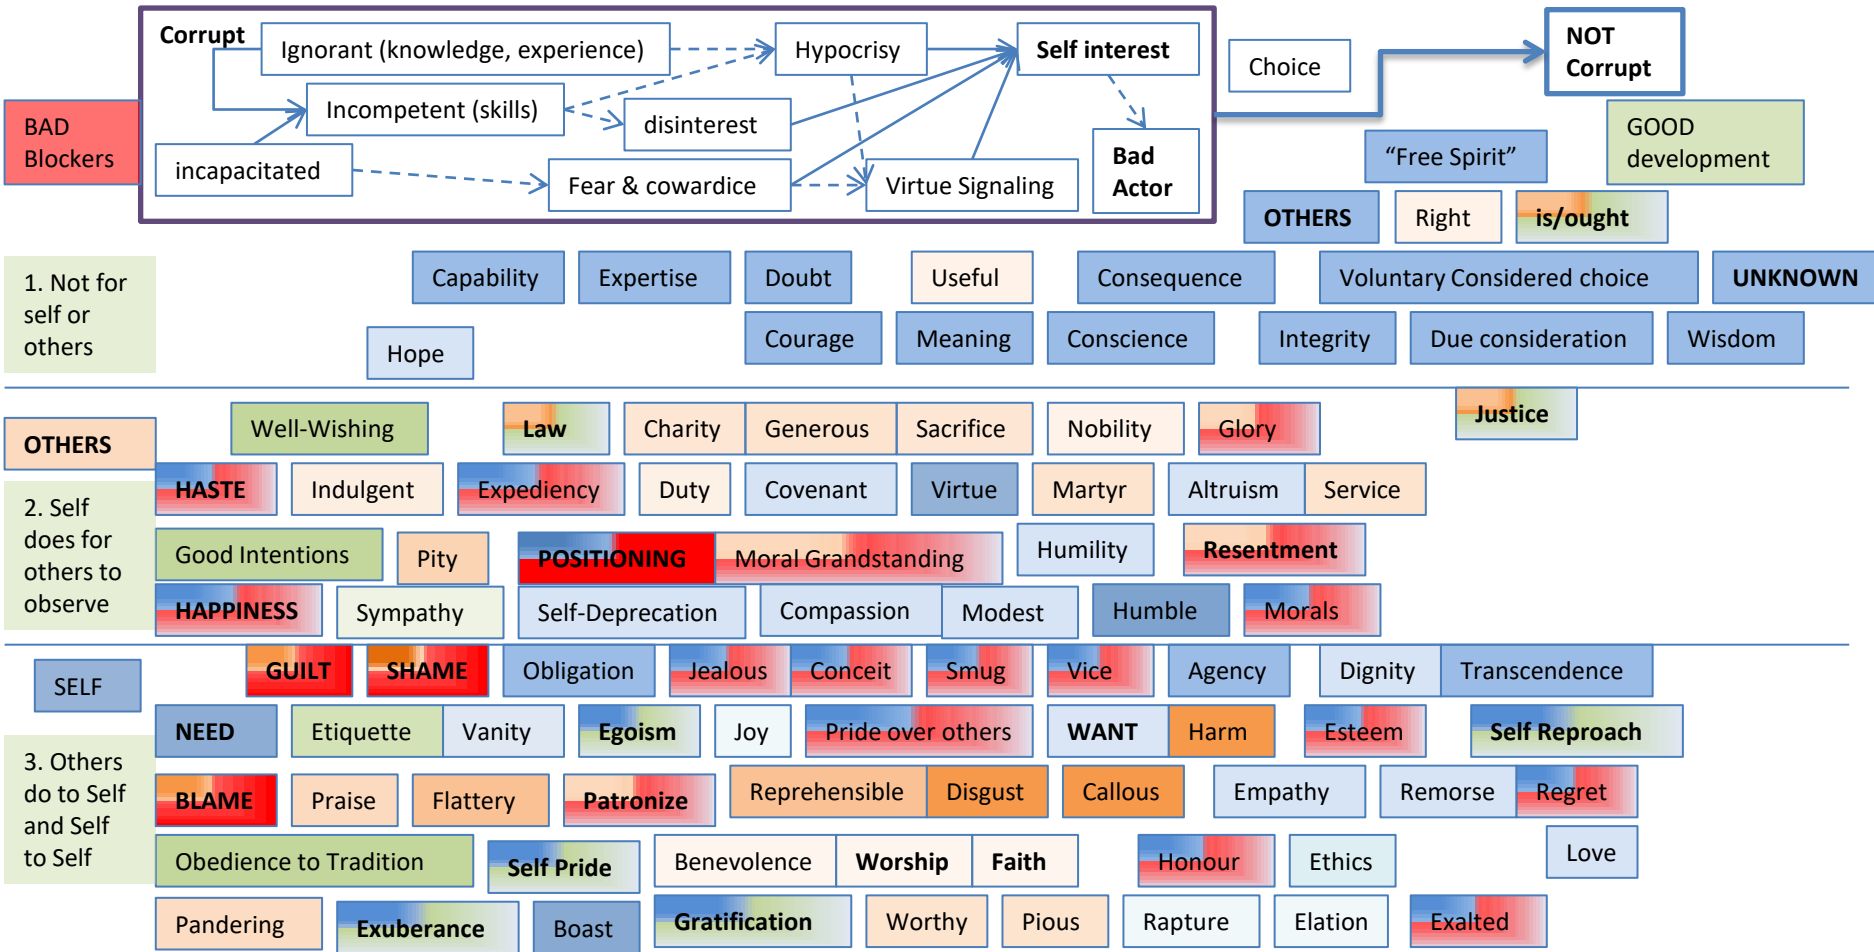 Corrupt
Ignorant (knowledge, experience)
Hypocrisy
Self interest
Choice
NOT
Corrupt
Incompetent (skills)
disinterest
BAD
Blockers
incapacitated
Fear & cowardice
Virtue Signaling
Bad
Actor
"Free Spirit"
GOOD
development
OTHERS
Right
is/ought
1. Not for
self or
others
Capability
Expertise
Doubt
Useful
Consequence
Voluntary Considered choice
UNKNOWN
Hope
Courage
Meaning
Conscience
Integrity
Due consideration
Wisdom
OTHERS
Well-Wishing
Law
Charity
Generous
Sacrifice
Nobility
Glory
Justice
2. Self
does for
others to
observe
HASTE
Indulgent
Expediency
Duty
Covenant
Virtue
Martyr
Altruism
Service
Good Intentions
Pity
POSITIONING
Moral Grandstanding
Humility
Resentment
HAPPINESS
Sympathy
Self-Deprecation
Compassion
Modest
Humble
Morals
SELF
GUILT
SHAME
Obligation
Jealous
Conceit
Smug
Vice
Agency
Dignity
Transcendence
3. Others
do to Self
and Self
to Self
NEED
Etiquette
Vanity
Egoism
Joy
Pride over others
WANT
Harm
Esteem
Self Reproach
BLAME
Praise
Flattery
Patronize
Reprehensible
Disgust
Callous
Empathy
Remorse
Regret
Obedience to Tradition
Self Pride
Benevolence
Worship
Faith
Honour
Ethics
Love
Pandering
Exuberance
Boast
Gratification
Worthy
Pious
Rapture
Elation
Exalted